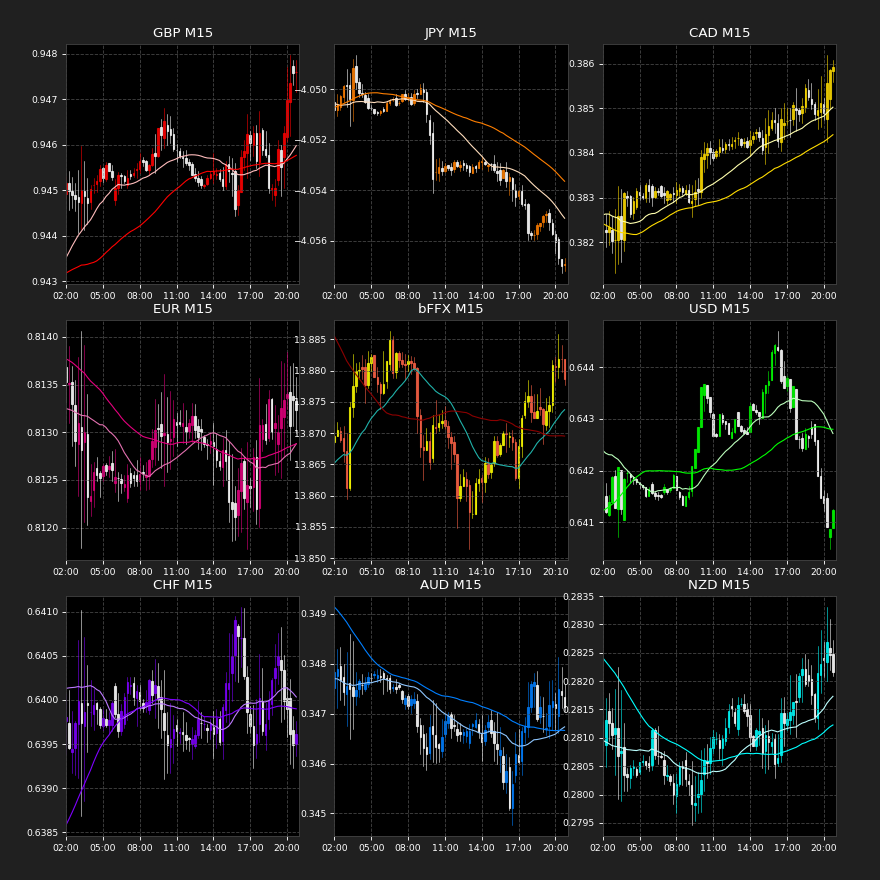 GBP M15
JPY M15
CAD M15
0.948
0.947
0.946
0.945
0.944
0.943
−4.050
−4.052
−4.054
−4.056
0.386
0.385
0.384
0.383
0.382
02:00 05:00 08:00 11:00 14:00 17:00 20:00
02:00 05:00 08:00 11:00 14:00 17:00 20:00
02:00 05:00 08:00 11:00 14:00 17:00 20:00
EUR M15
bFFX M15
USD M15
0.8140
0.8135
0.8130
0.8125
0.8120
13.885
13.880
13.875
13.870
13.865
13.860
13.855
13.850
0.644
0.643
0.642
0.641
02:00 05:00 08:00 11:00 14:00 17:00 20:00
02:10 05:10 08:10 11:10 14:10 17:10 20:10
02:00 05:00 08:00 11:00 14:00 17:00 20:00
CHF M15
AUD M15
NZD M15
0.6410
0.6405
0.6400
0.6395
0.6390
0.6385
0.349
0.348
0.347
0.346
0.345
0.2835
0.2830
0.2825
0.2820
0.2815
0.2810
0.2805
0.2800
0.2795
02:00 05:00 08:00 11:00 14:00 17:00 20:00
02:00 05:00 08:00 11:00 14:00 17:00 20:00
02:00 05:00 08:00 11:00 14:00 17:00 20:00